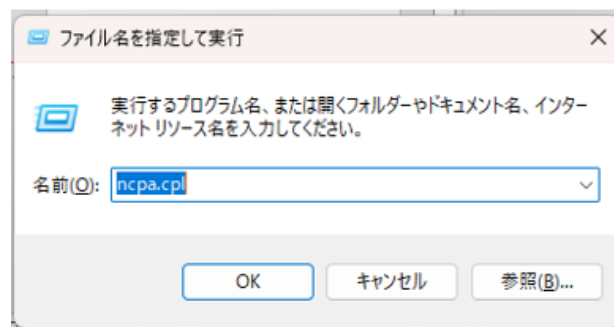 ファイル名を指定して実行
実行するプログラム名、または開くフォルダーやドキュメント名、インター
ネット リソース名を入力してください。
名前(O): ncpa.cpl
OK キャンセル 参照(B)...